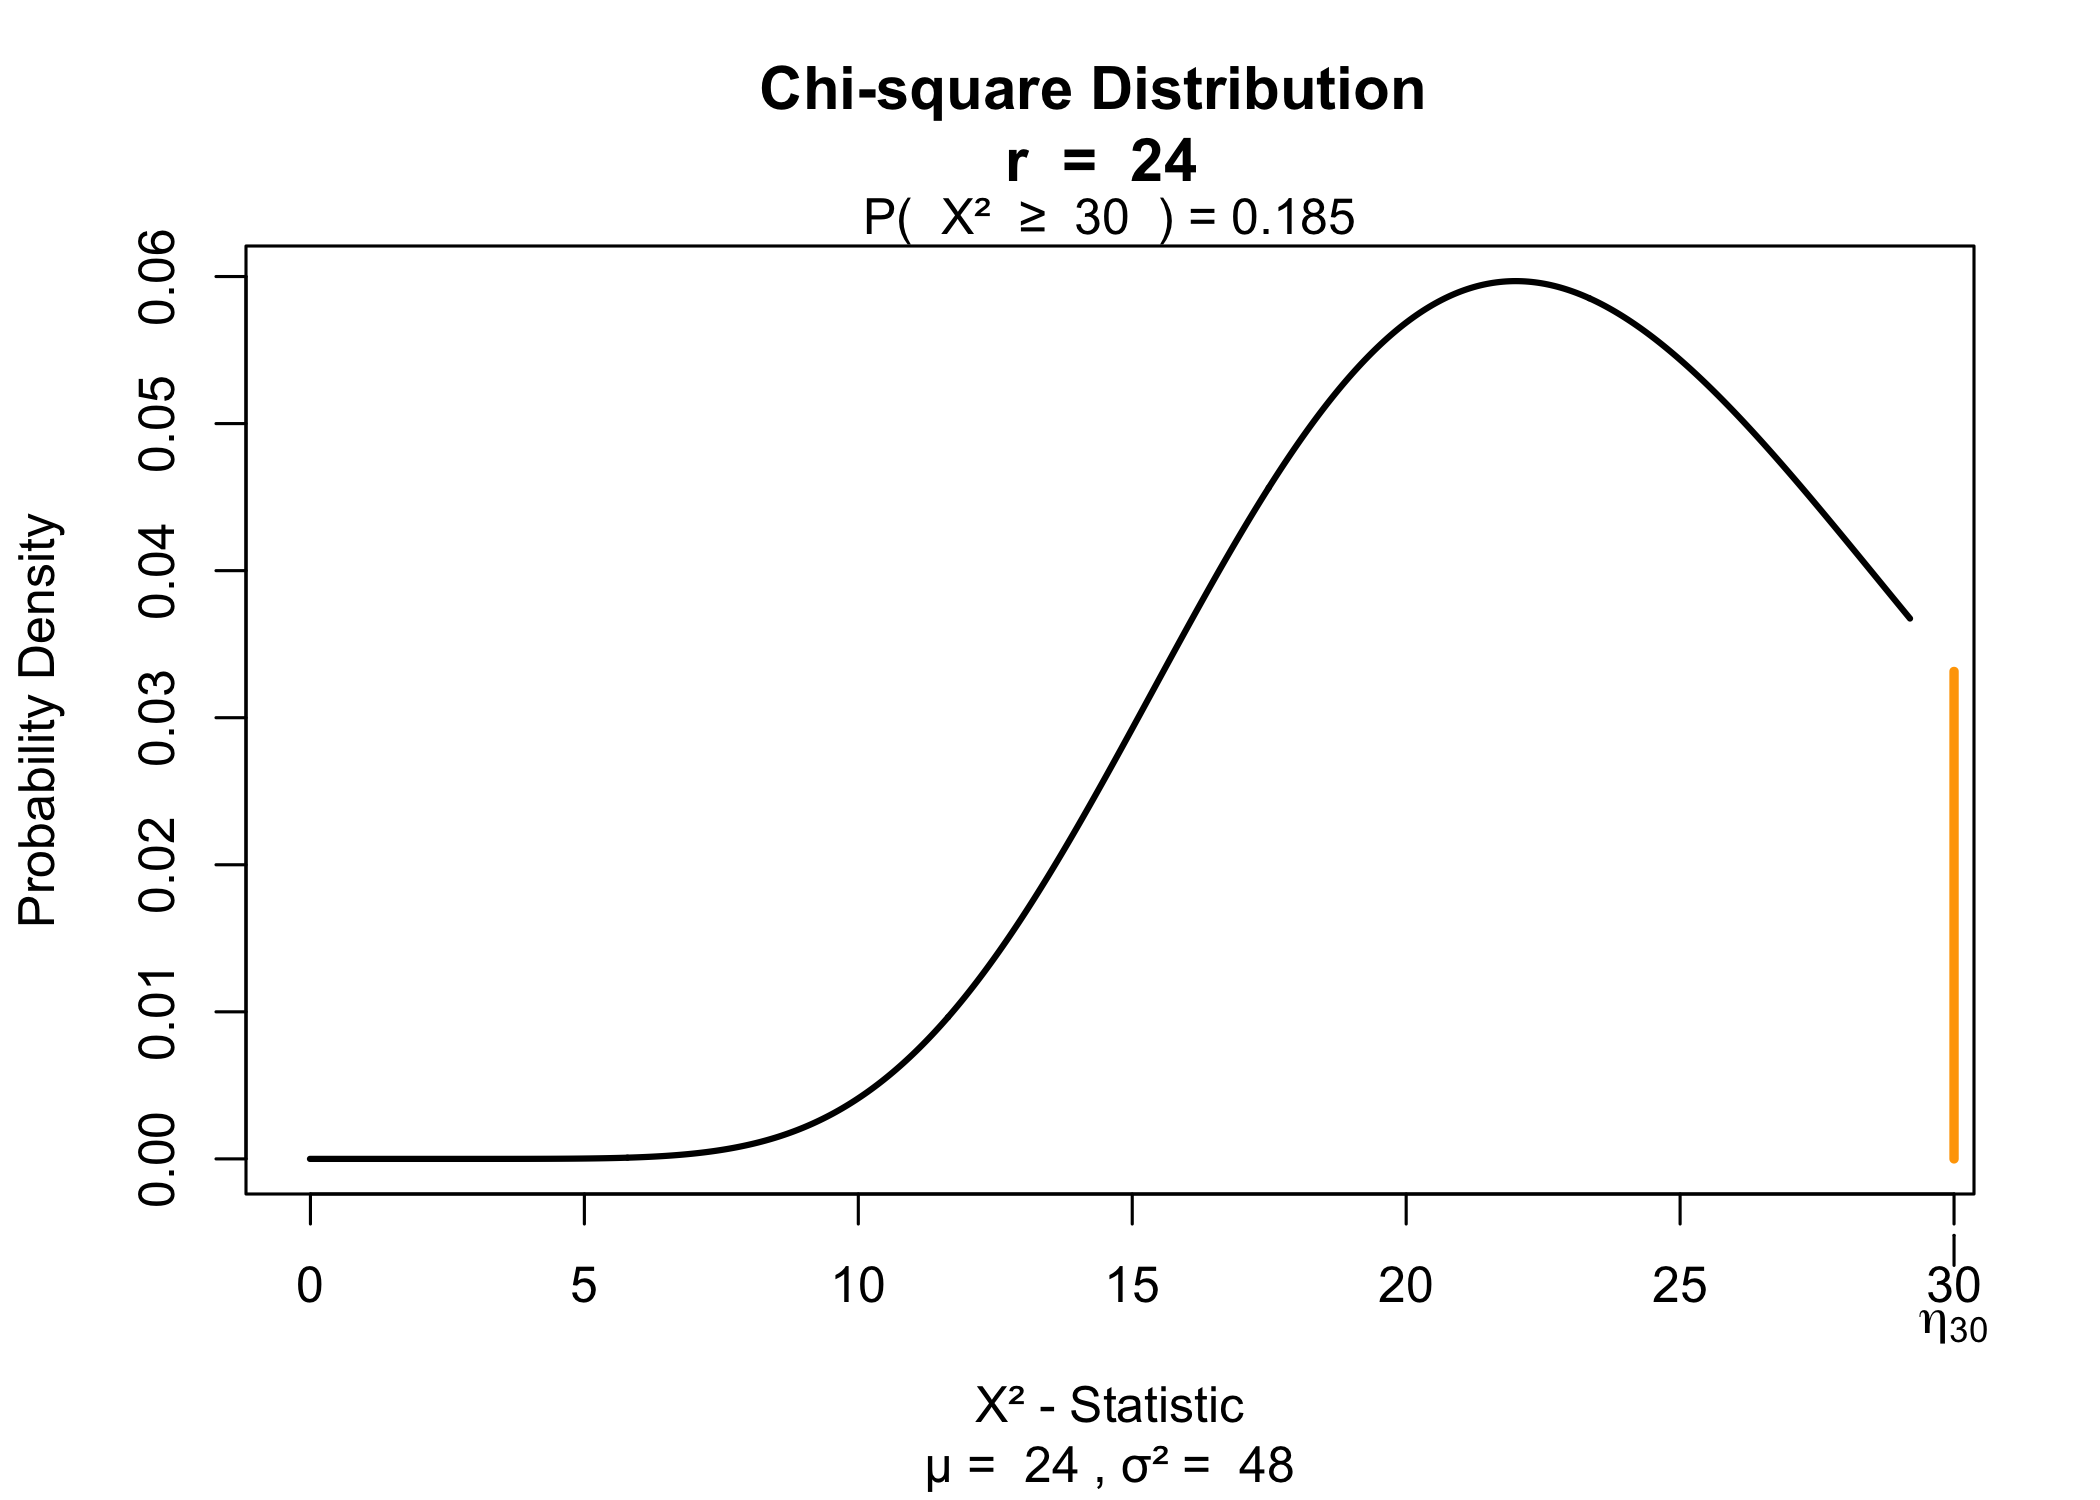 Chi-square Distribution
r = 24
P( X² ≥ 30 ) = 0.185
Probability Density
0.06
0.05
0.04
0.03
0.02
0.01
0.00
0 5 10 15 20 25 30
η₃₀
X² - Statistic
μ = 24 , σ² = 48